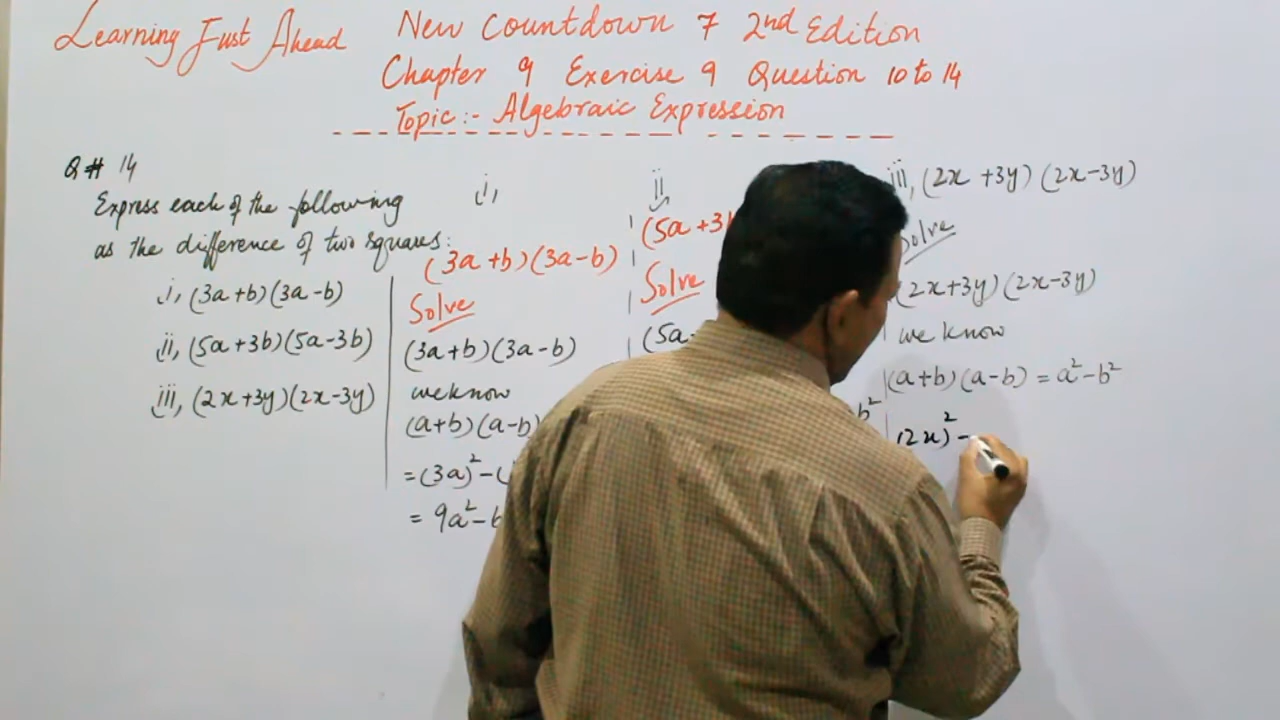 Learning Just Ahead New Countdown 7 2nd Edition
Chapter 9 Exercise 9 Question 10 to 14
Topic:- Algebraic Expression
Q# 14
Express each of the following
as the difference of two squares:
i, (3a+b)(3a-b)
ii, (5a+3b)(5a-3b)
iii, (2x+3y)(2x-3y)
i,
(3a+b)(3a-b)
Solve
(3a+b)(3a-b)
we know
(a+b)(a-b)
=(3a)²-(
= 9a²-b
ii
(5a+3
Solve
(5a
b²
iii, (2x+3y)(2x-3y)
Solve
(2x+3y)(2x-3y)
we know
(a+b)(a-b)=a²-b²
(2x)²-